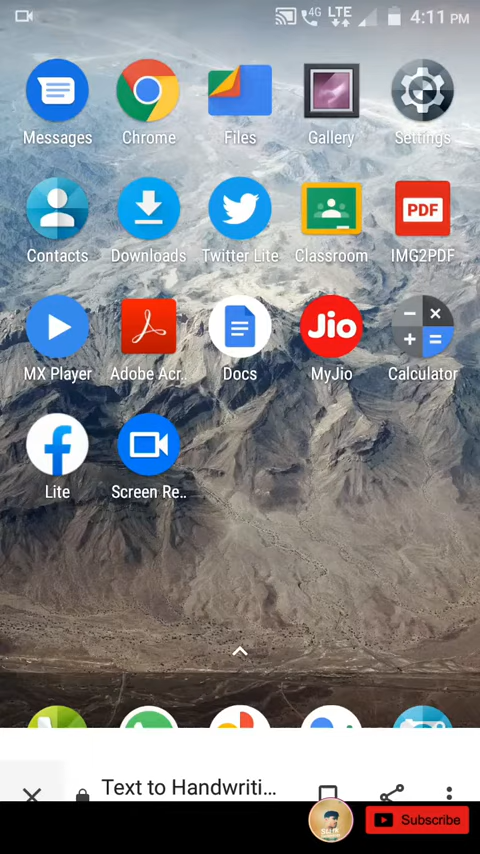 4G LTE 4:11 PM
Messages Chrome Files Gallery Settings
PDF
Contacts Downloads Twitter Lite Classroom IMG2PDF
Jio
MX Player Adobe Acr.. Docs MyJio Calculator
Lite Screen Re..
Text to Handwriti...
Subscribe